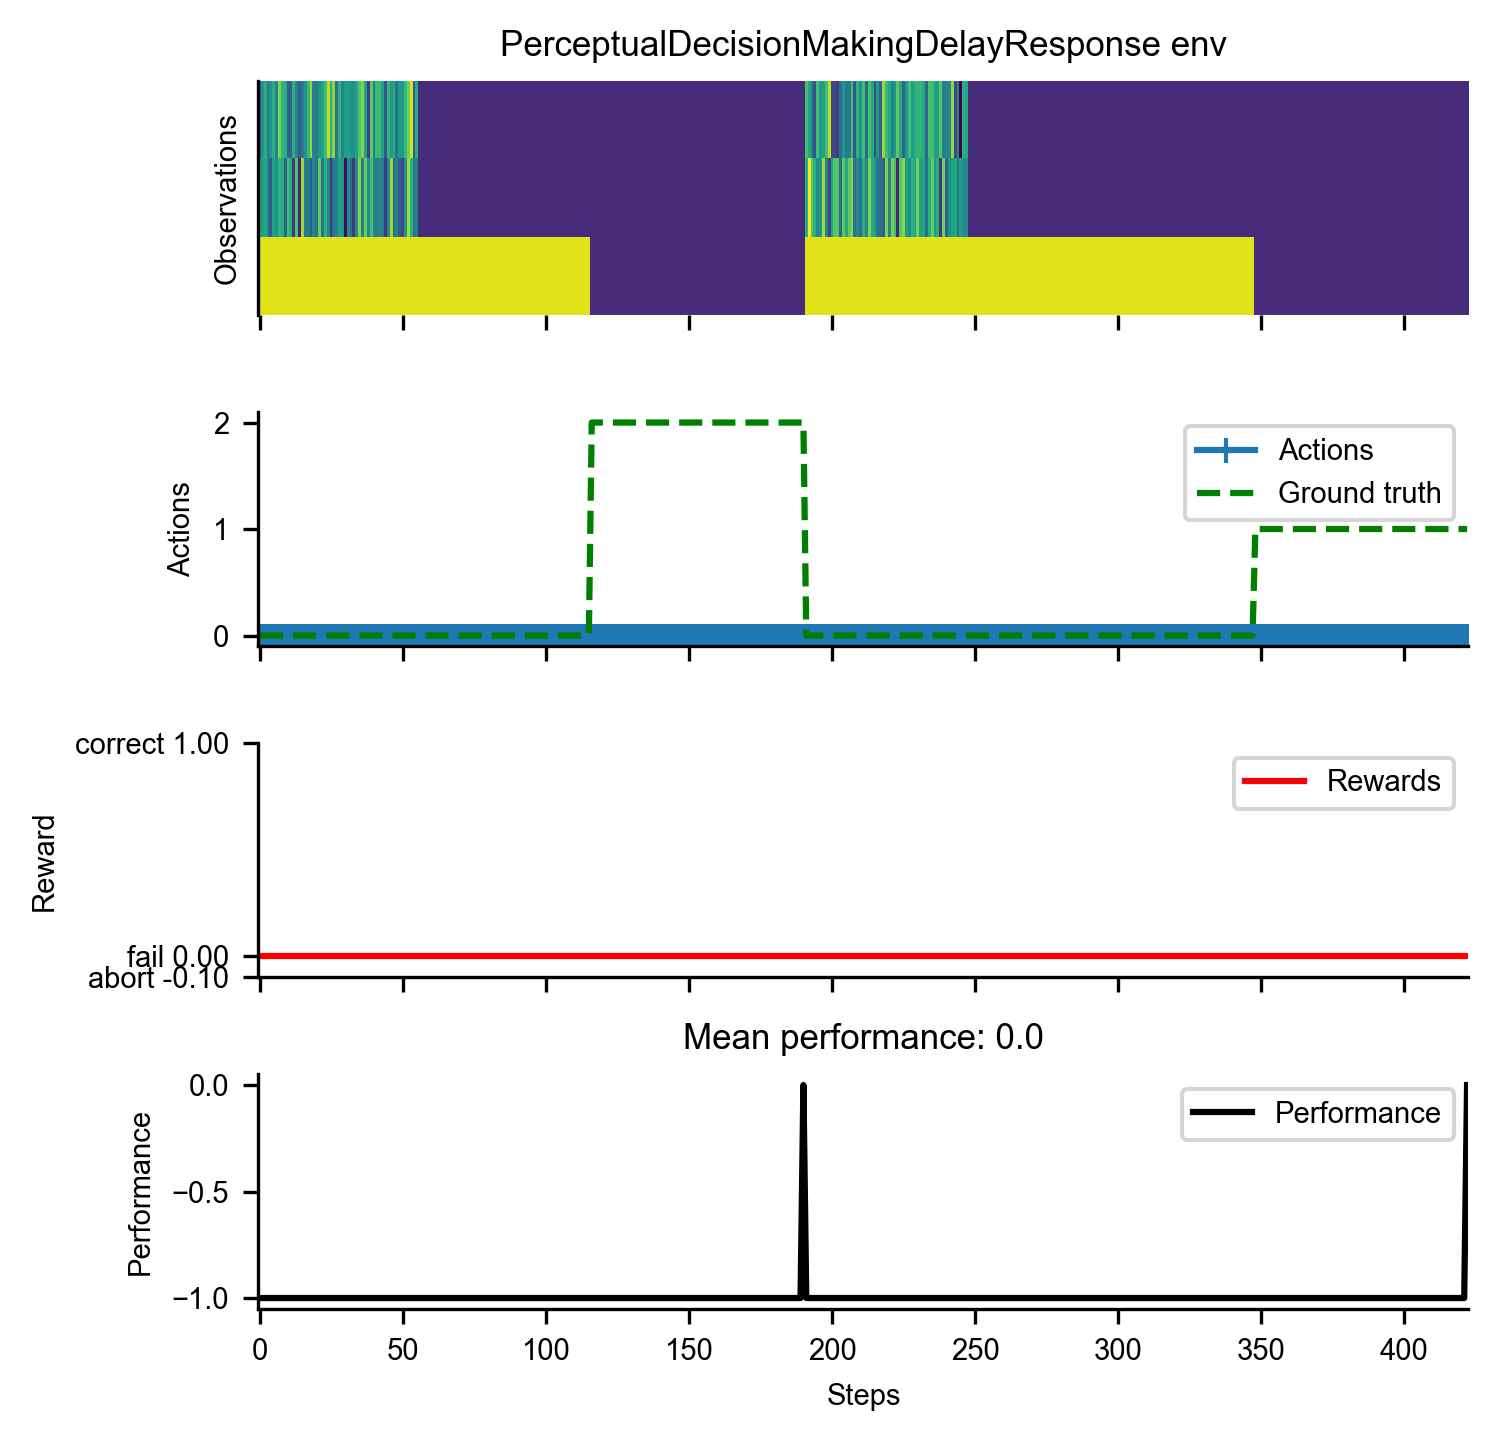 PerceptualDecisionMakingDelayResponse env
Observations
2
1
0
Actions
Actions
Ground truth
correct 1.00
fail 0.00
abort -0.10
Reward
Rewards
Mean performance: 0.0
0.0
−0.5
−1.0
Performance
Performance
0 50 100 150 200 250 300 350 400
Steps